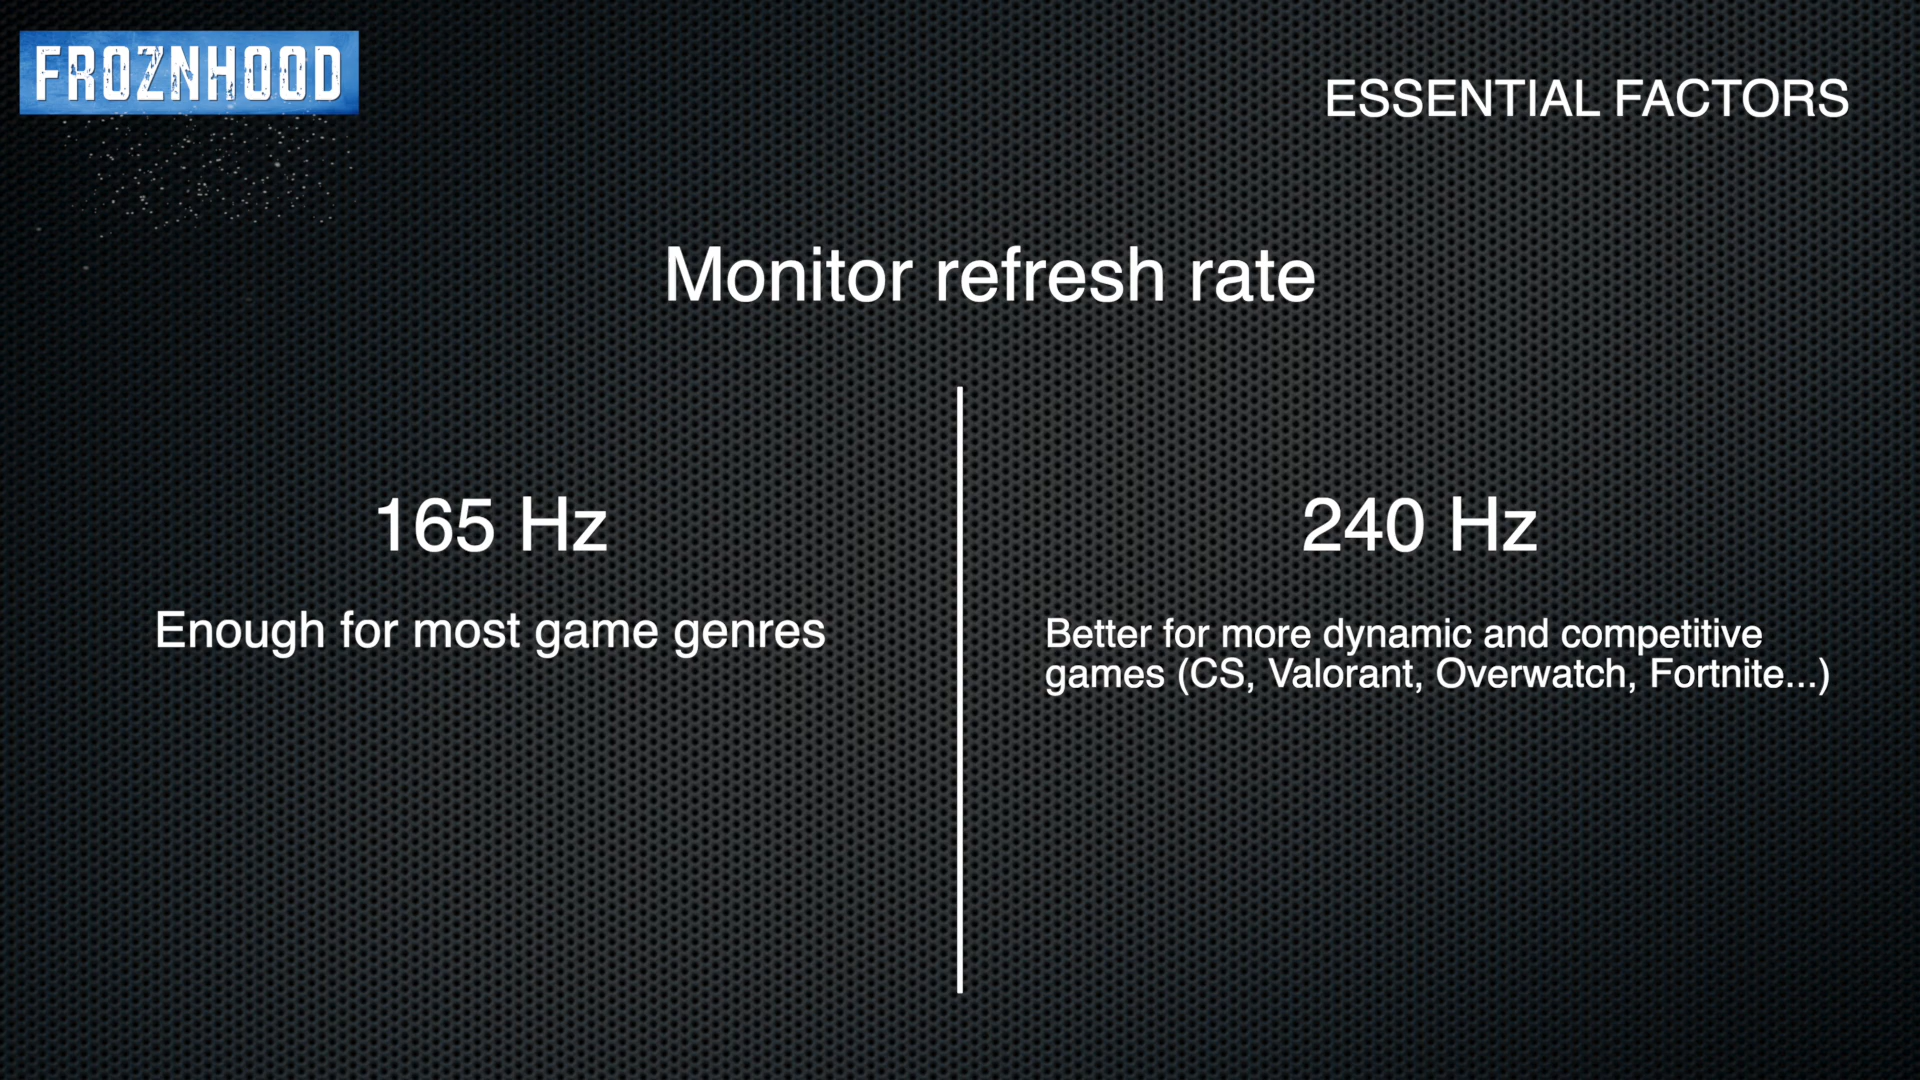 FROZNHOOD
ESSENTIAL FACTORS
Monitor refresh rate
165 Hz
Enough for most game genres
240 Hz
Better for more dynamic and competitive
games (CS, Valorant, Overwatch, Fortnite...)